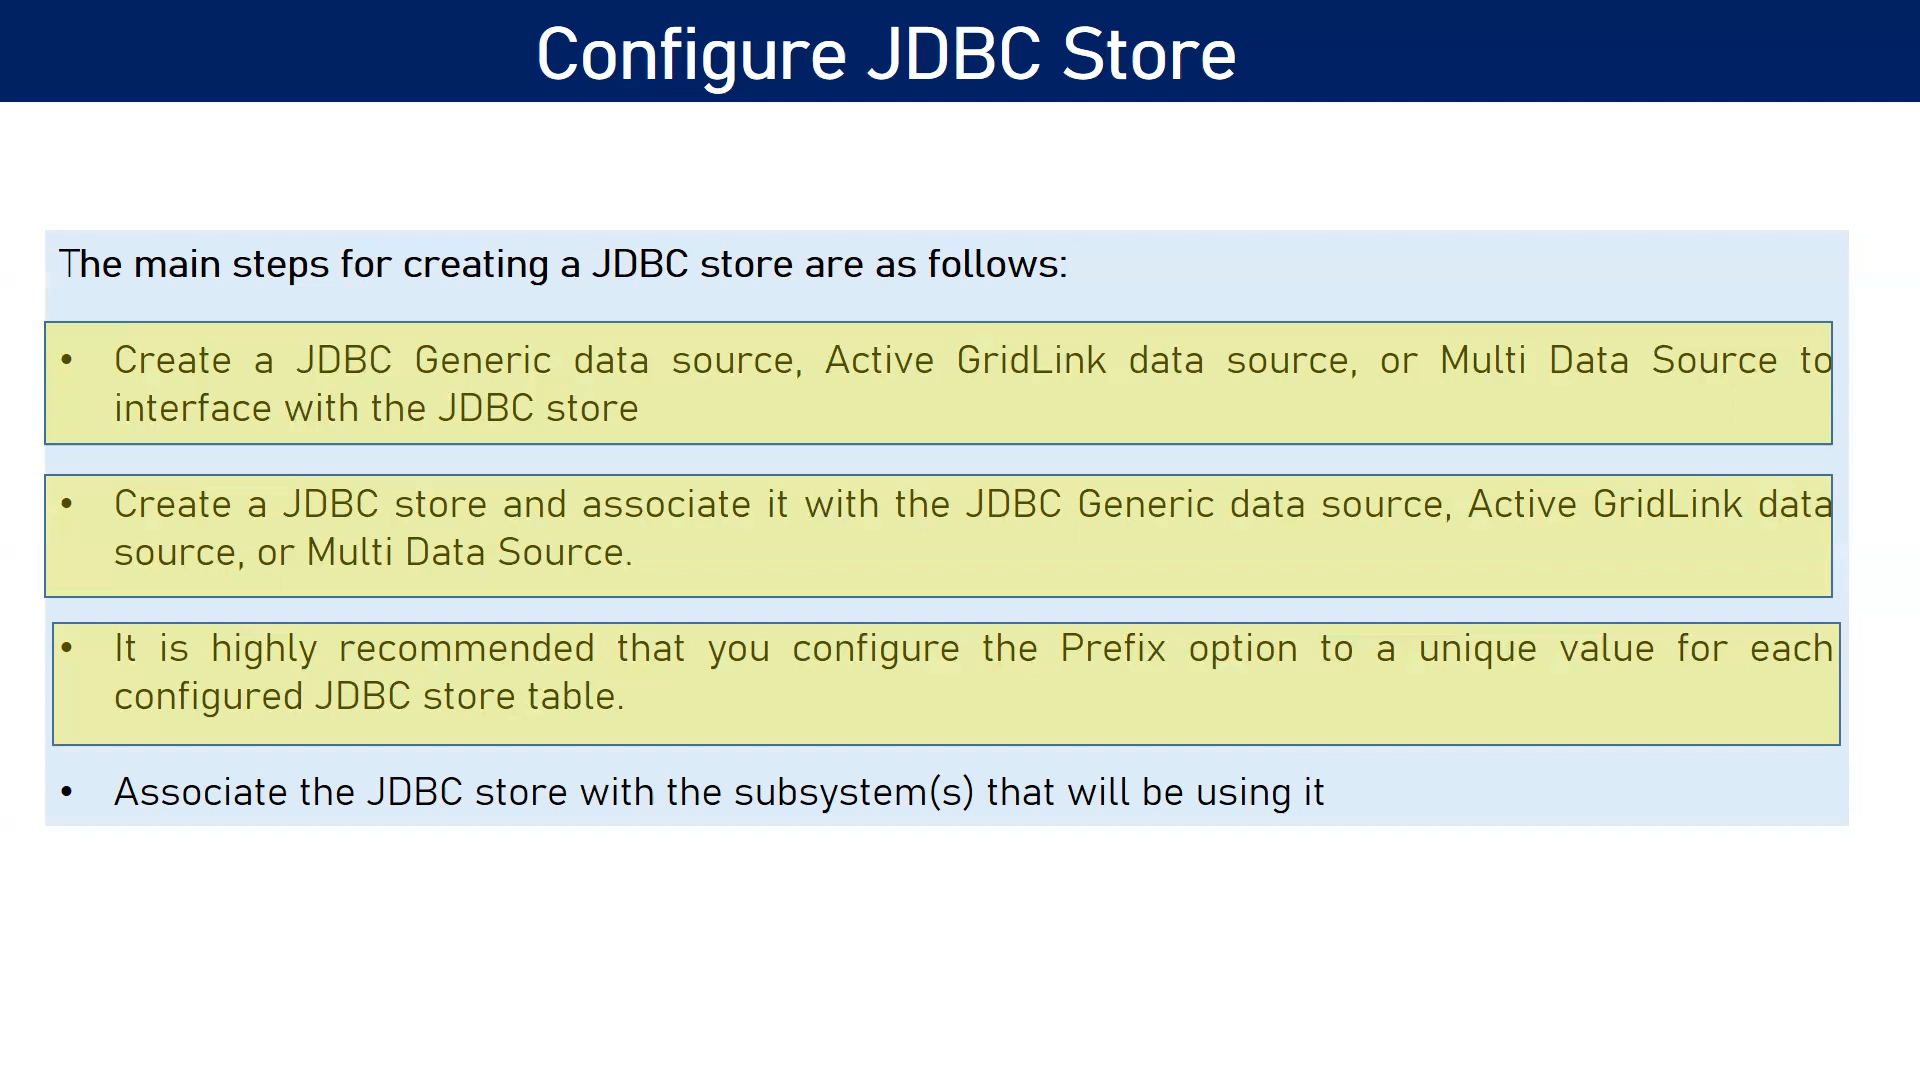 Configure JDBC Store
The main steps for creating a JDBC store are as follows:
• Create a JDBC Generic data source, Active GridLink data source, or Multi Data Source to
interface with the JDBC store
• Create a JDBC store and associate it with the JDBC Generic data source, Active GridLink data
source, or Multi Data Source.
• It is highly recommended that you configure the Prefix option to a unique value for each
configured JDBC store table.
• Associate the JDBC store with the subsystem(s) that will be using it